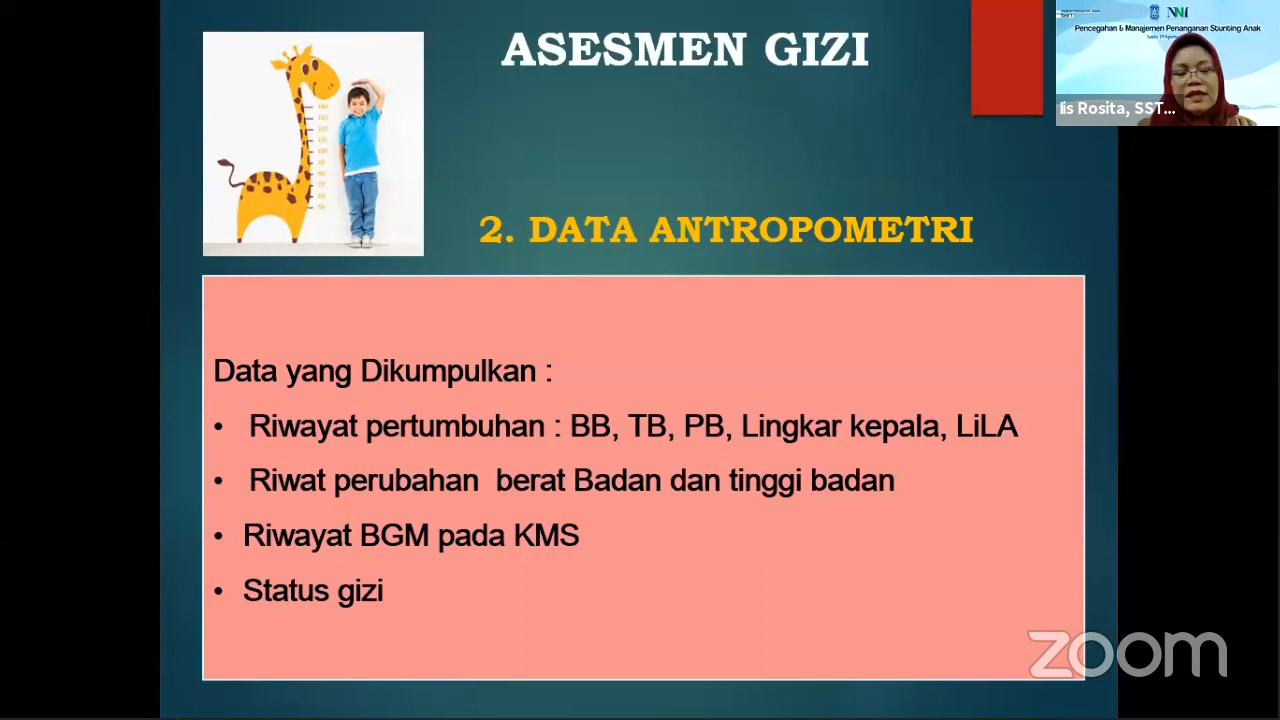 ASESMEN GIZI
2. DATA ANTROPOMETRI
Data yang Dikumpulkan :
• Riwayat pertumbuhan : BB, TB, PB, Lingkar kepala, LiLA
• Riwat perubahan berat Badan dan tinggi badan
• Riwayat BGM pada KMS
• Status gizi
Pencegahan & Manajemen Penanganan Stunting Anak
Iis Rosita, SST...
zoom